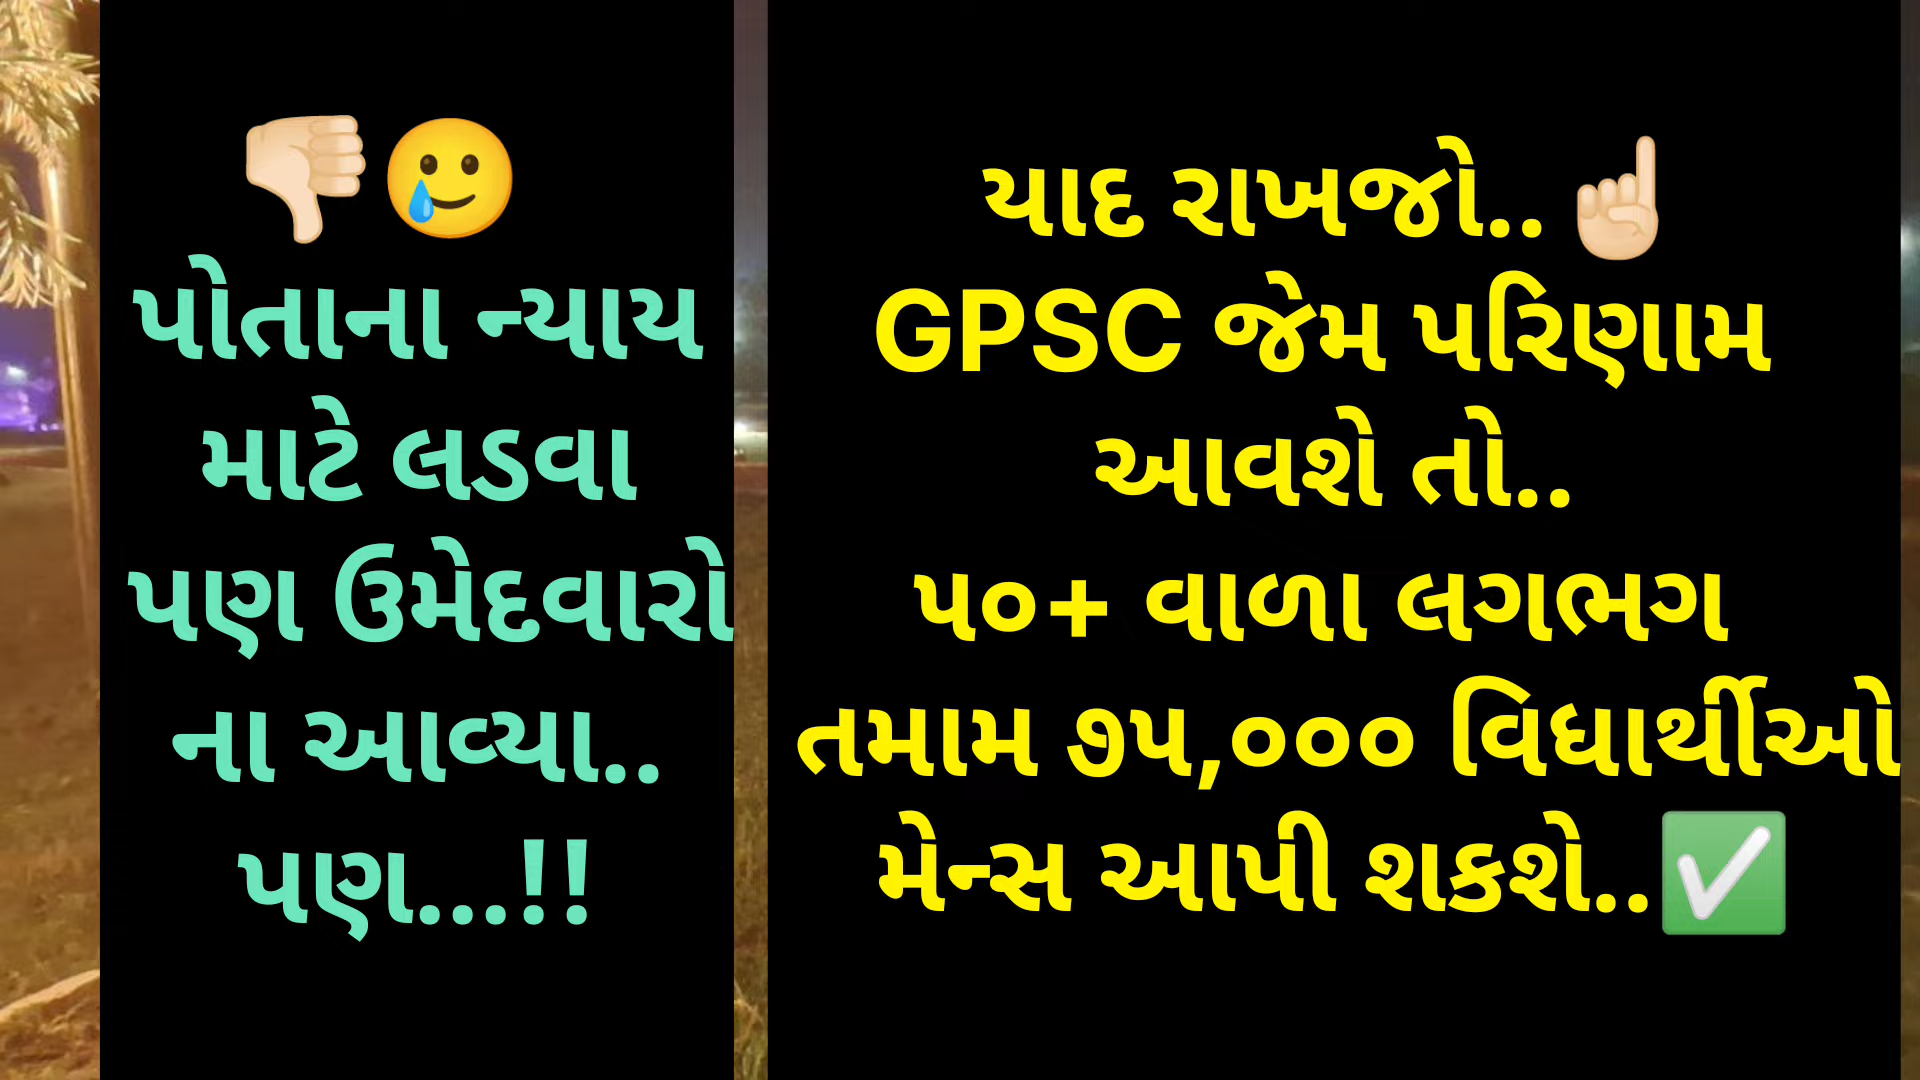 પોતાના ન્યાય
માટે લડવા
પણ ઉમેદવારો
ના આવ્યા..
પણ...!!
યાદ રાખજો..
GPSC જેમ પરિણામ
આવશે તો..
૫૦+ વાળા લગભગ
તમામ ૭૫,૦૦૦ વિધાર્થીઓ
મેન્સ આપી શકશે..